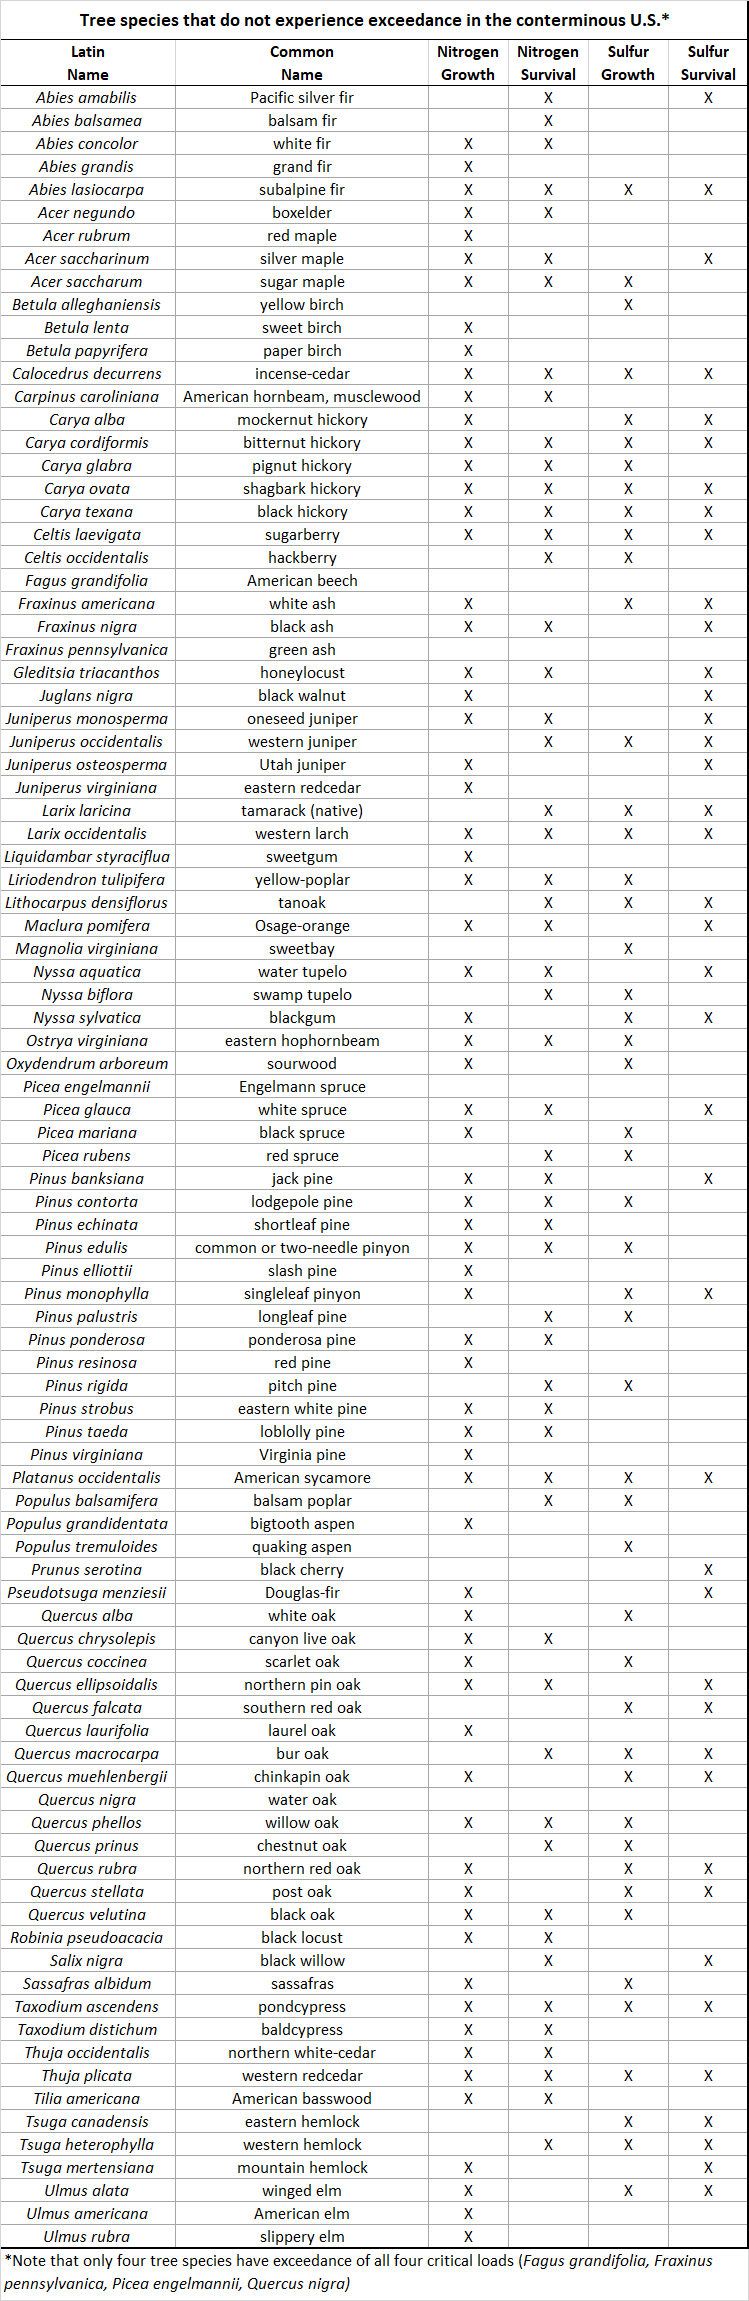 Tree species that do not experience exceedance in the conterminous U.S.*
Latin Name Common Name Nitrogen Growth Nitrogen Survival Sulfur Growth Sulfur Survival
Abies amabilis Pacific silver fir X X
Abies balsamea balsam fir X
Abies concolor white fir X X
Abies grandis grand fir X
Abies lasiocarpa subalpine fir X X X X
Acer negundo boxelder X X
Acer rubrum red maple X
Acer saccharinum silver maple X X X
Acer saccharum sugar maple X X X
Betula alleghaniensis yellow birch X
Betula lenta sweet birch X
Betula papyrifera paper birch X
Calocedrus decurrens incense-cedar X X X X
Carpinus caroliniana American hornbeam, musclewood X X
Carya alba mockernut hickory X X X
Carya cordiformis bitternut hickory X X X X
Carya glabra pignut hickory X X X
Carya ovata shagbark hickory X X X X
Carya texana black hickory X X X X
Celtis laevigata sugarberry X X X X
Celtis occidentalis hackberry X X
Fagus grandifolia American beech
Fraxinus americana white ash X X X
Fraxinus nigra black ash X X X
Fraxinus pennsylvanica green ash
Gleditsia triacanthos honeylocust X X X
Juglans nigra black walnut X X
Juniperus monosperma oneseed juniper X X X
Juniperus occidentalis western juniper X X X
Juniperus osteosperma Utah juniper X X
Juniperus virginiana eastern redcedar X
Larix laricina tamarack (native) X X X
Larix occidentalis western larch X X X X
Liquidambar styraciflua sweetgum X
Liriodendron tulipifera yellow-poplar X X X
Lithocarpus densiflorus tanoak X X X
Maclura pomifera Osage-orange X X X
Magnolia virginiana sweetbay X
Nyssa aquatica water tupelo X X X
Nyssa biflora swamp tupelo X X
Nyssa sylvatica blackgum X X X
Ostrya virginiana eastern hophornbeam X X X
Oxydendrum arboreum sourwood X X
Picea engelmannii Engelmann spruce
Picea glauca white spruce X X X
Picea mariana black spruce X X
Picea rubens red spruce X X
Pinus banksiana jack pine X X X
Pinus contorta lodgepole pine X X X
Pinus echinata shortleaf pine X X
Pinus edulis common or two-needle pinyon X X X
Pinus elliottii slash pine X
Pinus monophylla singleleaf pinyon X X X
Pinus palustris longleaf pine X X
Pinus ponderosa ponderosa pine X X
Pinus resinosa red pine X
Pinus rigida pitch pine X X
Pinus strobus eastern white pine X X
Pinus taeda loblolly pine X X
Pinus virginiana Virginia pine X
Platanus occidentalis American sycamore X X X X
Populus balsamifera balsam poplar X X
Populus grandidentata bigtooth aspen X
Populus tremuloides quaking aspen X
Prunus serotina black cherry X
Pseudotsuga menziesii Douglas-fir X X
Quercus alba white oak X X
Quercus chrysolepis canyon live oak X X
Quercus coccinea scarlet oak X X
Quercus ellipsoidalis northern pin oak X X X
Quercus falcata southern red oak X X
Quercus laurifolia laurel oak X
Quercus macrocarpa bur oak X X X
Quercus muehlenbergii chinkapin oak X X X
Quercus nigra water oak
Quercus phellos willow oak X X X
Quercus prinus chestnut oak X X
Quercus rubra northern red oak X X X
Quercus stellata post oak X X X
Quercus velutina black oak X X X
Robinia pseudoacacia black locust X X
Salix nigra black willow X X
Sassafras albidum sassafras X X
Taxodium ascendens pondcypress X X X X
Taxodium distichum baldcypress X X
Thuja occidentalis northern white-cedar X X
Thuja plicata western redcedar X X X X
Tilia americana American basswood X X
Tsuga canadensis eastern hemlock X X
Tsuga heterophylla western hemlock X X X
Tsuga mertensiana mountain hemlock X X
Ulmus alata winged elm X X X
Ulmus americana American elm X
Ulmus rubra slippery elm X
*Note that only four tree species have exceedance of all four critical loads (Fagus grandifolia, Fraxinus
pennsylvanica, Picea engelmannii, Quercus nigra)